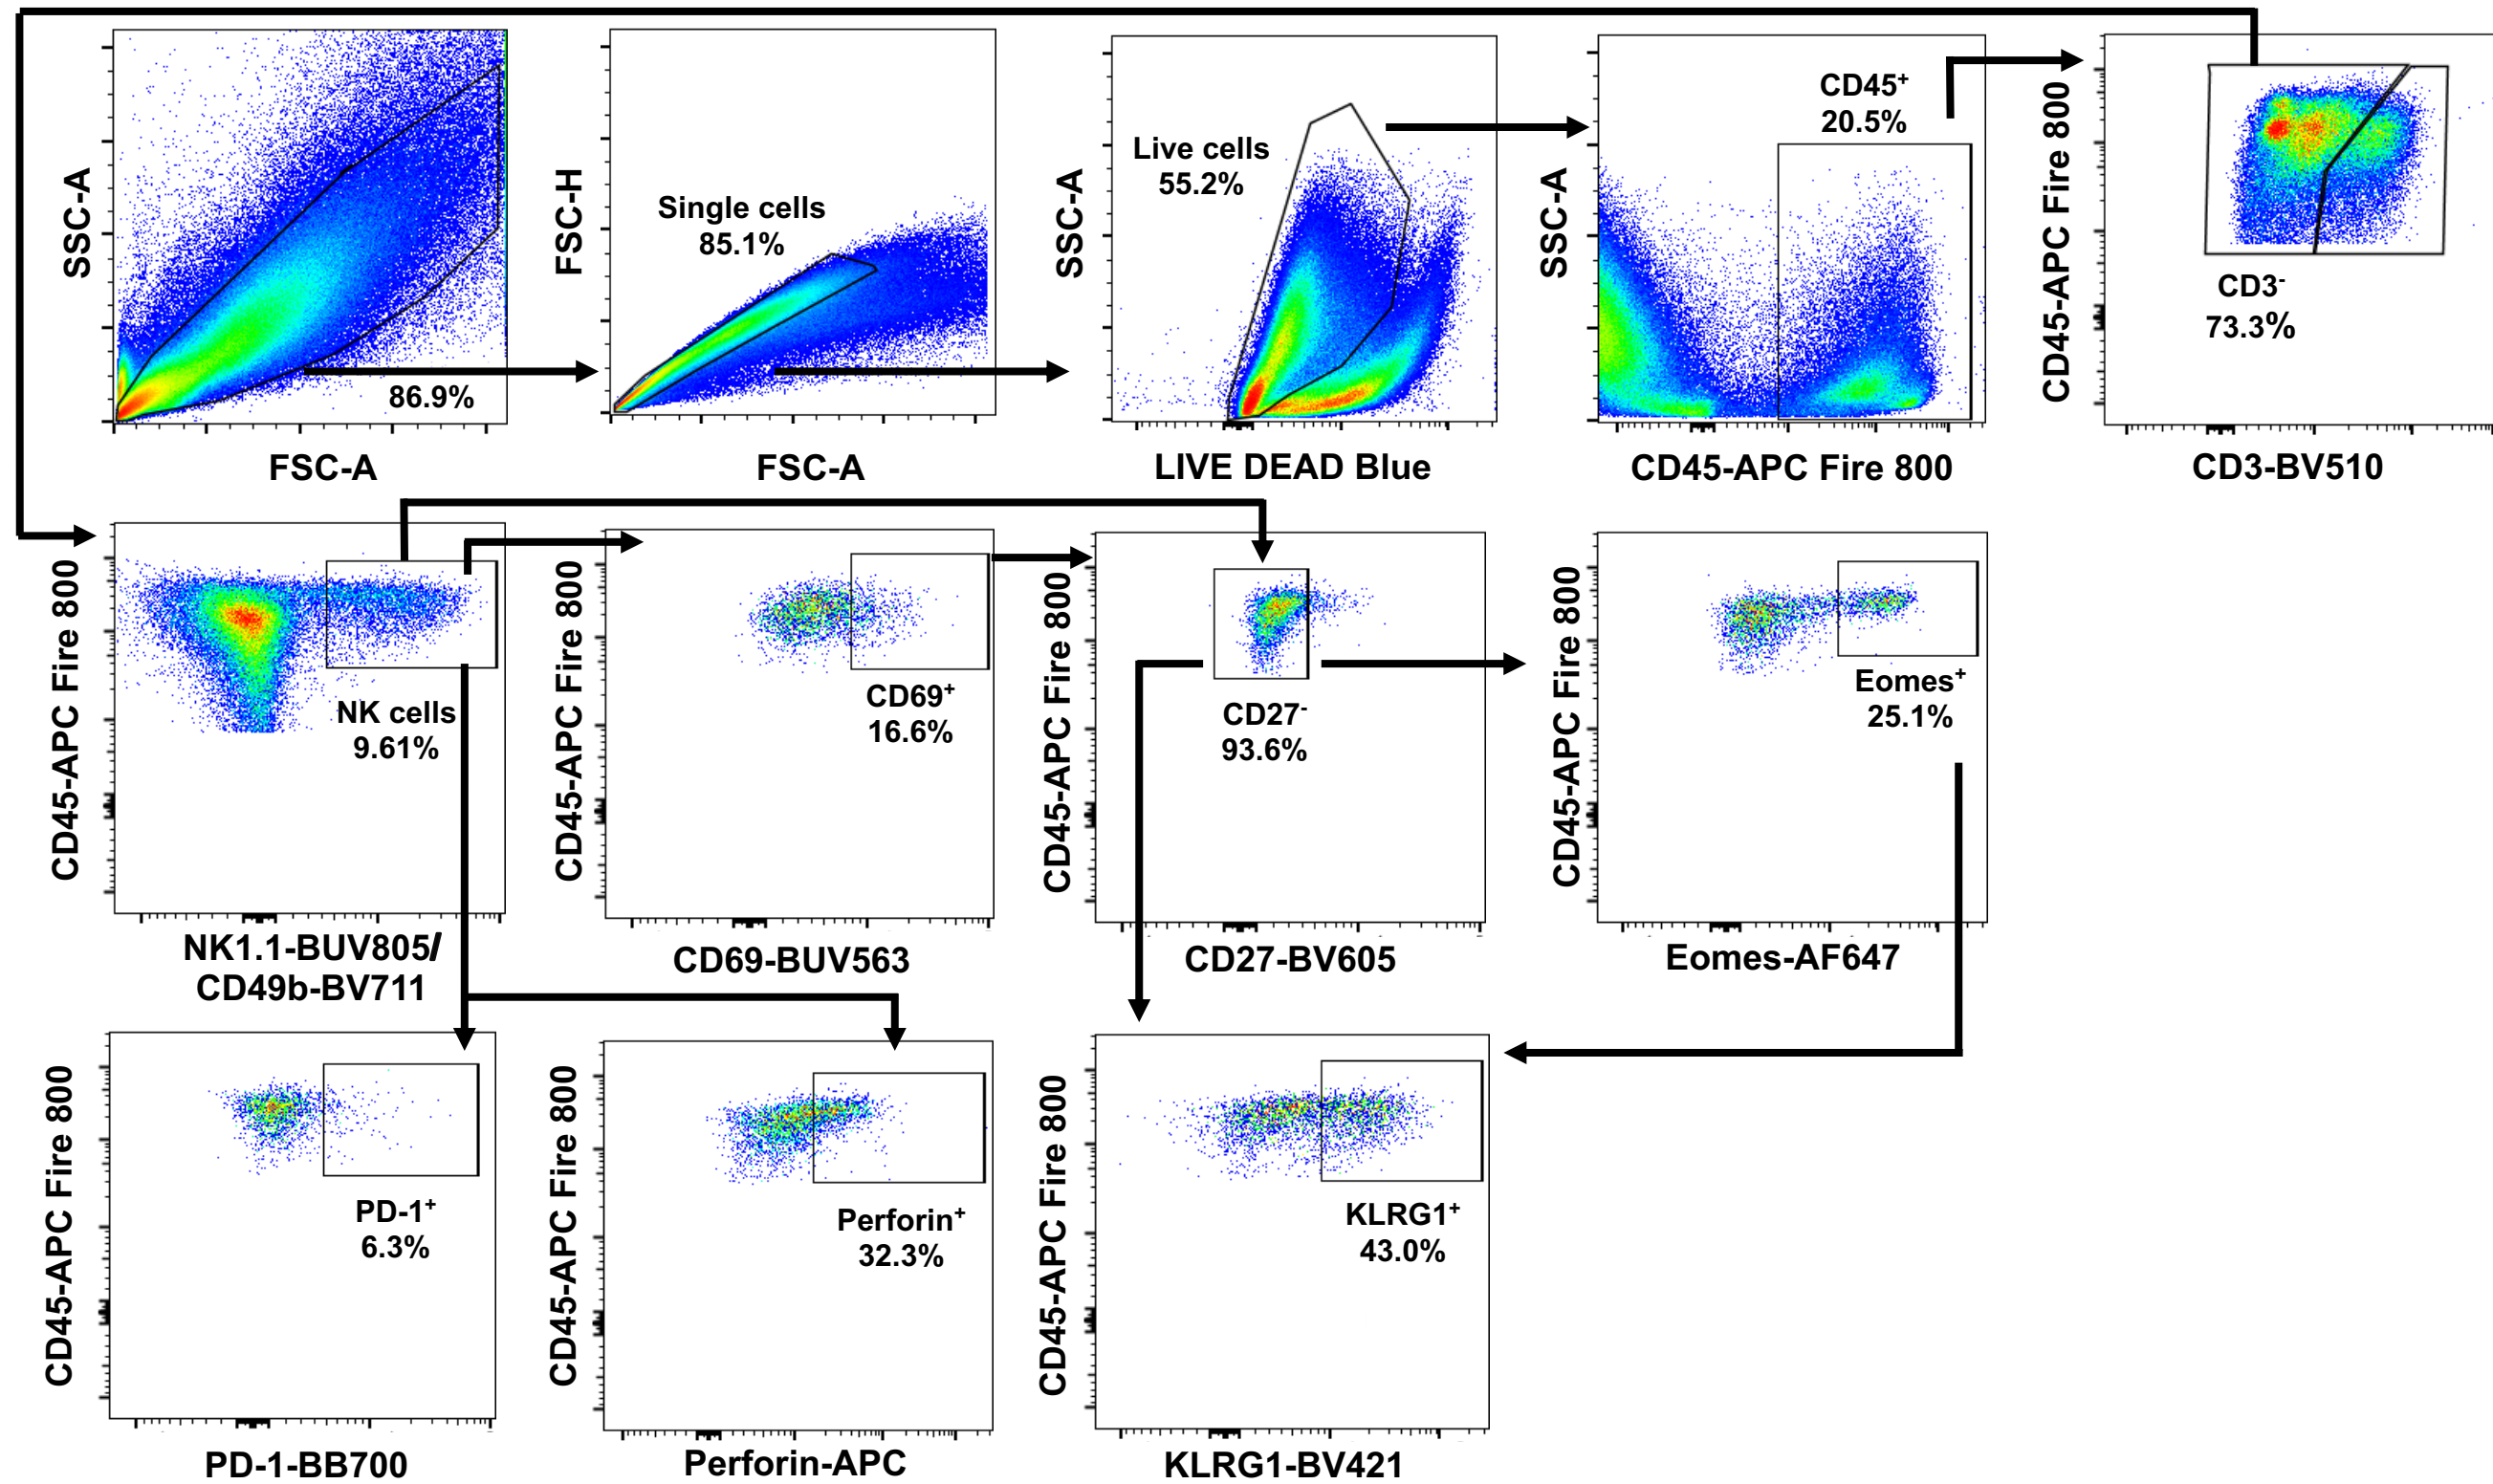 SSC-A
86.9%
FSC-A
FSC-H
Single cells
85.1%
FSC-A
SSC-A
Live cells
55.2%
LIVE DEAD Blue
SSC-A
CD45⁺
20.5%
CD45-APC Fire 800
CD45-APC Fire 800
CD3⁻
73.3%
CD3-BV510
CD45-APC Fire 800
NK cells
9.61%
NK1.1-BUV805/
CD49b-BV711
CD45-APC Fire 800
CD69⁺
16.6%
CD69-BUV563
CD45-APC Fire 800
CD27⁻
93.6%
CD27-BV605
CD45-APC Fire 800
Eomes⁺
25.1%
Eomes-AF647
CD45-APC Fire 800
PD-1⁺
6.3%
PD-1-BB700
CD45-APC Fire 800
Perforin⁺
32.3%
Perforin-APC
CD45-APC Fire 800
KLRG1⁺
43.0%
KLRG1-BV421